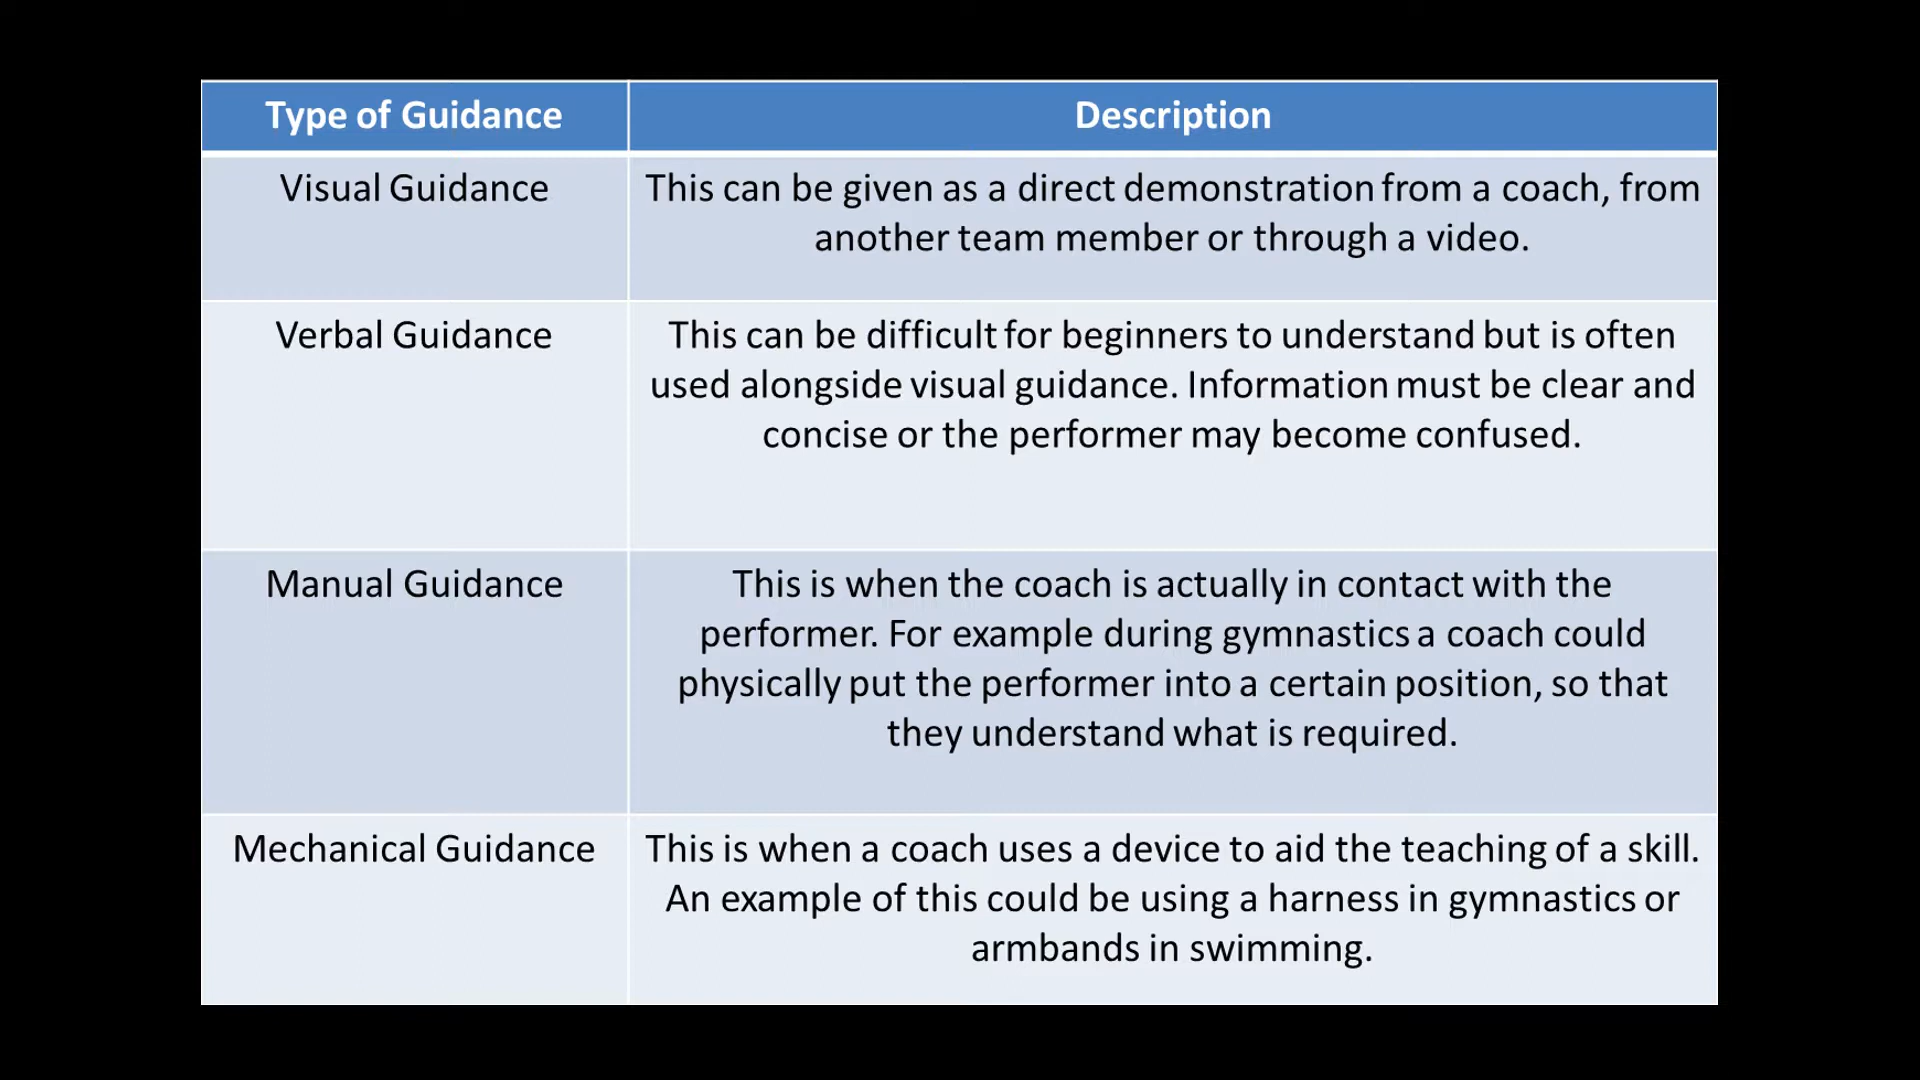 Type of Guidance
Description
Visual Guidance
This can be given as a direct demonstration from a coach, from
another team member or through a video.
Verbal Guidance
This can be difficult for beginners to understand but is often
used alongside visual guidance. Information must be clear and
concise or the performer may become confused.
Manual Guidance
This is when the coach is actually in contact with the
performer. For example during gymnastics a coach could
physically put the performer into a certain position, so that
they understand what is required.
Mechanical Guidance
This is when a coach uses a device to aid the teaching of a skill.
An example of this could be using a harness in gymnastics or
armbands in swimming.